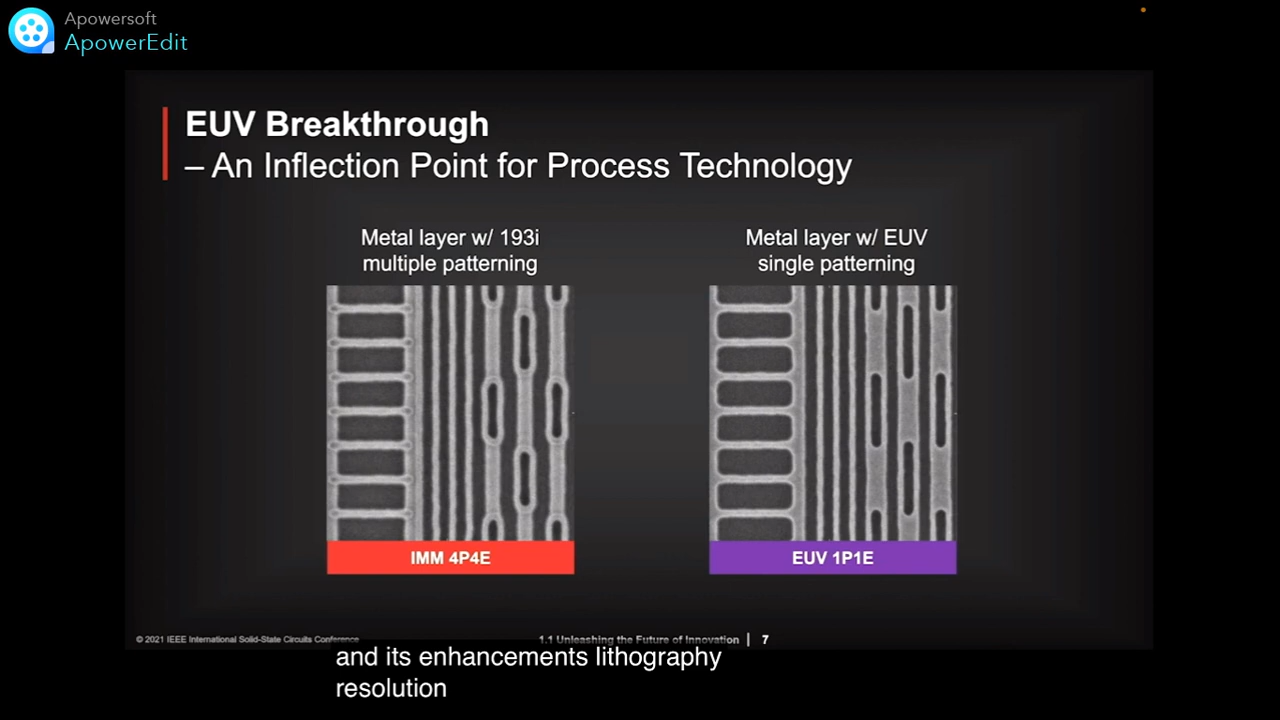 Apowersoft
ApowerEdit
EUV Breakthrough
– An Inflection Point for Process Technology
Metal layer w/ 193i
multiple patterning
Metal layer w/ EUV
single patterning
IMM 4P4E
EUV 1P1E
© 2021 IEEE International Solid-State Circuits Conference
1.1 Unleashing the Future of Innovation | 7
and its enhancements lithography
resolution